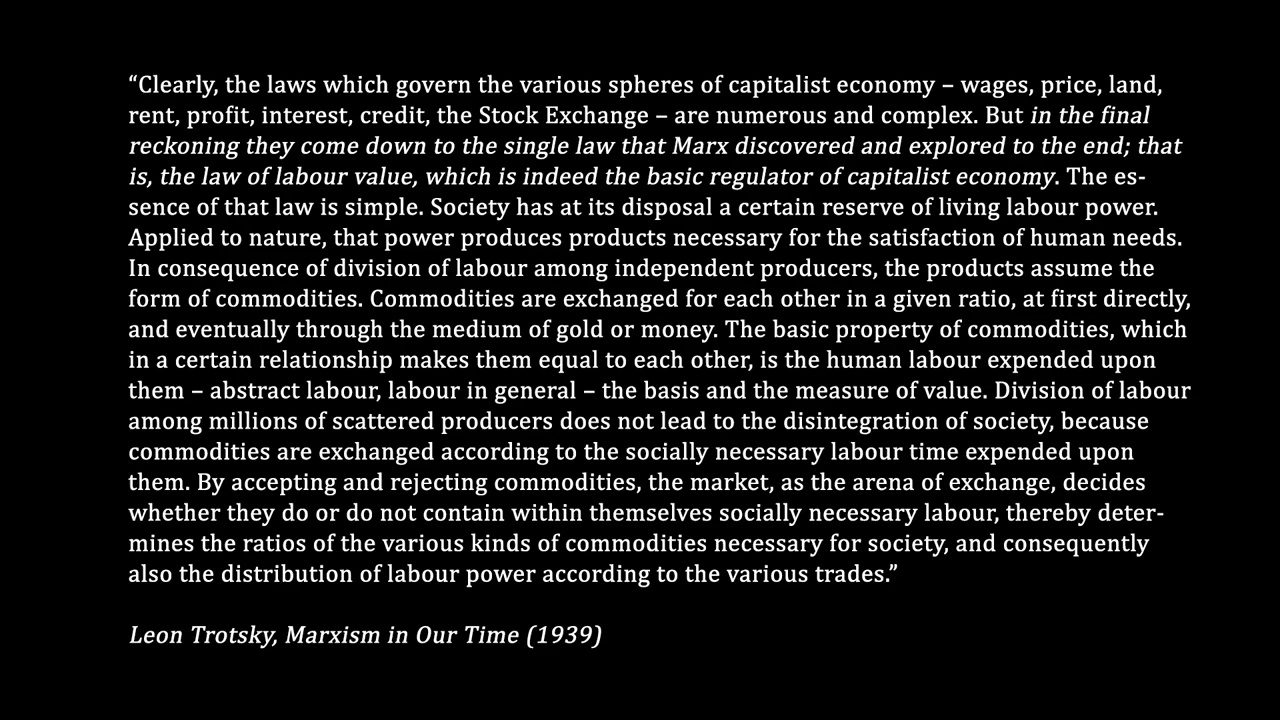 “Clearly, the laws which govern the various spheres of capitalist economy – wages, price, land,
rent, profit, interest, credit, the Stock Exchange – are numerous and complex. But in the final
reckoning they come down to the single law that Marx discovered and explored to the end; that
is, the law of labour value, which is indeed the basic regulator of capitalist economy. The es-
sence of that law is simple. Society has at its disposal a certain reserve of living labour power.
Applied to nature, that power produces products necessary for the satisfaction of human needs.
In consequence of division of labour among independent producers, the products assume the
form of commodities. Commodities are exchanged for each other in a given ratio, at first directly,
and eventually through the medium of gold or money. The basic property of commodities, which
in a certain relationship makes them equal to each other, is the human labour expended upon
them – abstract labour, labour in general – the basis and the measure of value. Division of labour
among millions of scattered producers does not lead to the disintegration of society, because
commodities are exchanged according to the socially necessary labour time expended upon
them. By accepting and rejecting commodities, the market, as the arena of exchange, decides
whether they do or do not contain within themselves socially necessary labour, thereby deter-
mines the ratios of the various kinds of commodities necessary for society, and consequently
also the distribution of labour power according to the various trades.”
Leon Trotsky, Marxism in Our Time (1939)